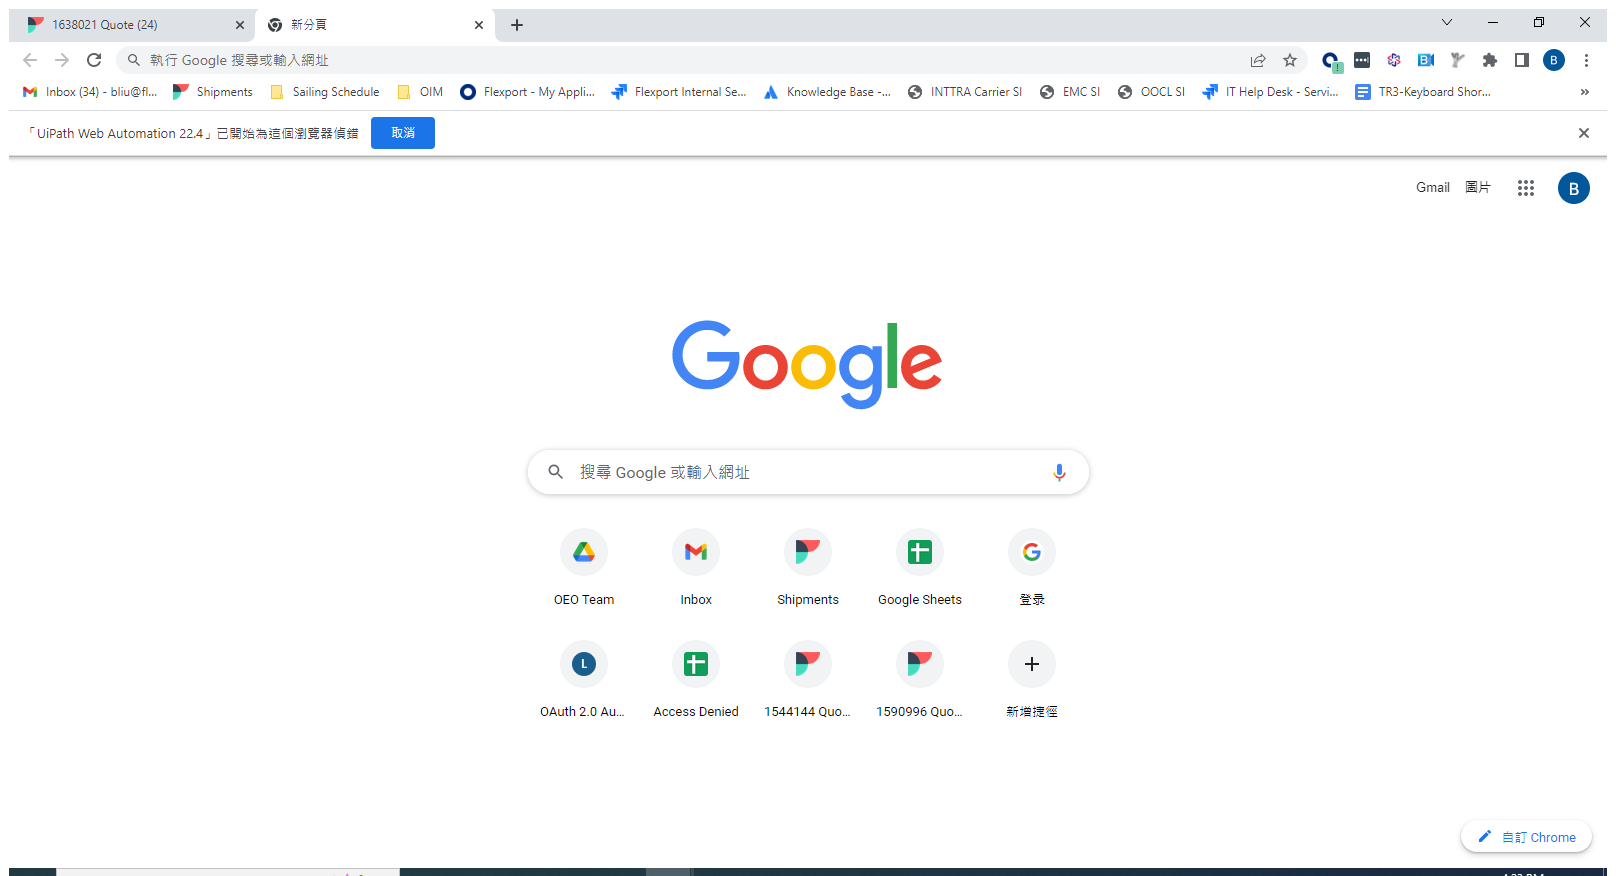 1638021 Quote (24)
新分頁
執行 Google 搜尋或輸入網址
B
Inbox (34) - bliu@fl...
Shipments
Sailing Schedule
OIM
Flexport - My Appli...
Flexport Internal Se...
Knowledge Base -...
INTTRA Carrier SI
EMC SI
OOCL SI
IT Help Desk - Servi...
TR3-Keyboard Shor...
»
「UiPath Web Automation 22.4」已開始為這個瀏覽器偵錯
取消
Gmail
圖片
B
Google
搜尋 Google 或輸入網址
OEO Team
Inbox
Shipments
Google Sheets
登录
L
OAuth 2.0 Au...
Access Denied
1544144 Quo...
1590996 Quo...
新增捷徑
自訂 Chrome